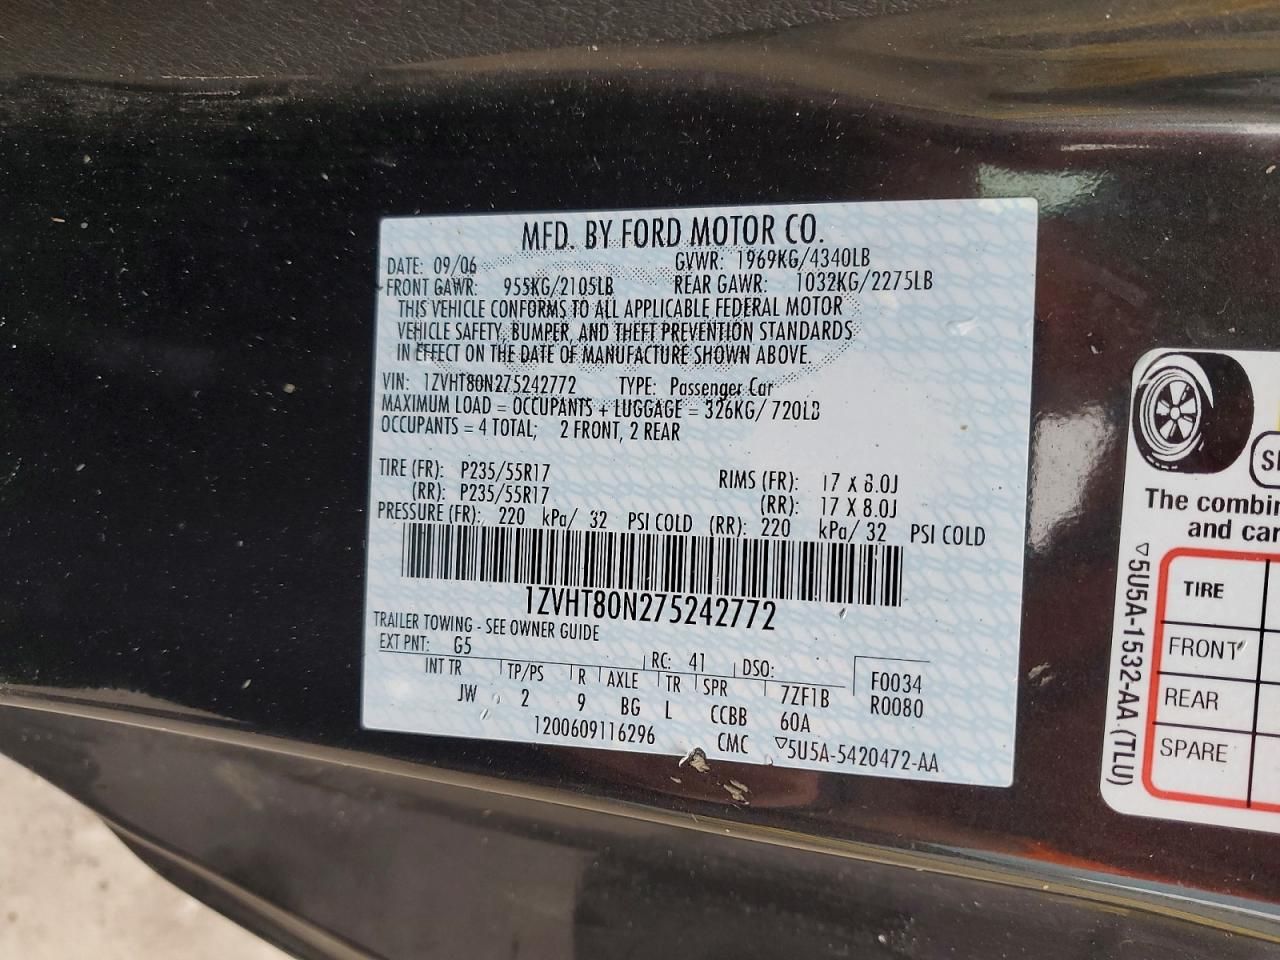 MFD. BY FORD MOTOR CO.
DATE: 09/06 GVWR: 1969KG/4340LB
FRONT GAWR: 955KG/2105LB REAR GAWR: 1032KG/2275LB
THIS VEHICLE CONFORMS TO ALL APPLICABLE FEDERAL MOTOR
VEHICLE SAFETY, BUMPER, AND THEFT PREVENTION STANDARDS
IN EFFECT ON THE DATE OF MANUFACTURE SHOWN ABOVE.
VIN: 1ZVHT80N275242772 TYPE: Passenger Car
MAXIMUM LOAD = OCCUPANTS + LUGGAGE = 326KG/ 720LB
OCCUPANTS = 4 TOTAL; 2 FRONT, 2 REAR
TIRE (FR): P235/55R17 RIMS (FR): 17 X 8.0J
(RR): P235/55R17 (RR): 17 X 8.0J
PRESSURE (FR): 220 kPa/ 32 PSI COLD (RR): 220 kPa/ 32 PSI COLD
1ZVHT80N275242772
TRAILER TOWING - SEE OWNER GUIDE
EXT PNT: G5 RC: 41 DSO: F0034
INT TR TP/PS R AXLE TR SPR 7ZF1B R0080
JW 2 9 BG L CCBB 60A
1200609116296 CMC ▽5U5A-5420472-AA
The combin
and car
TIRE
FRONT
REAR
SPARE
▽5U5A-1532-AA (TLU)